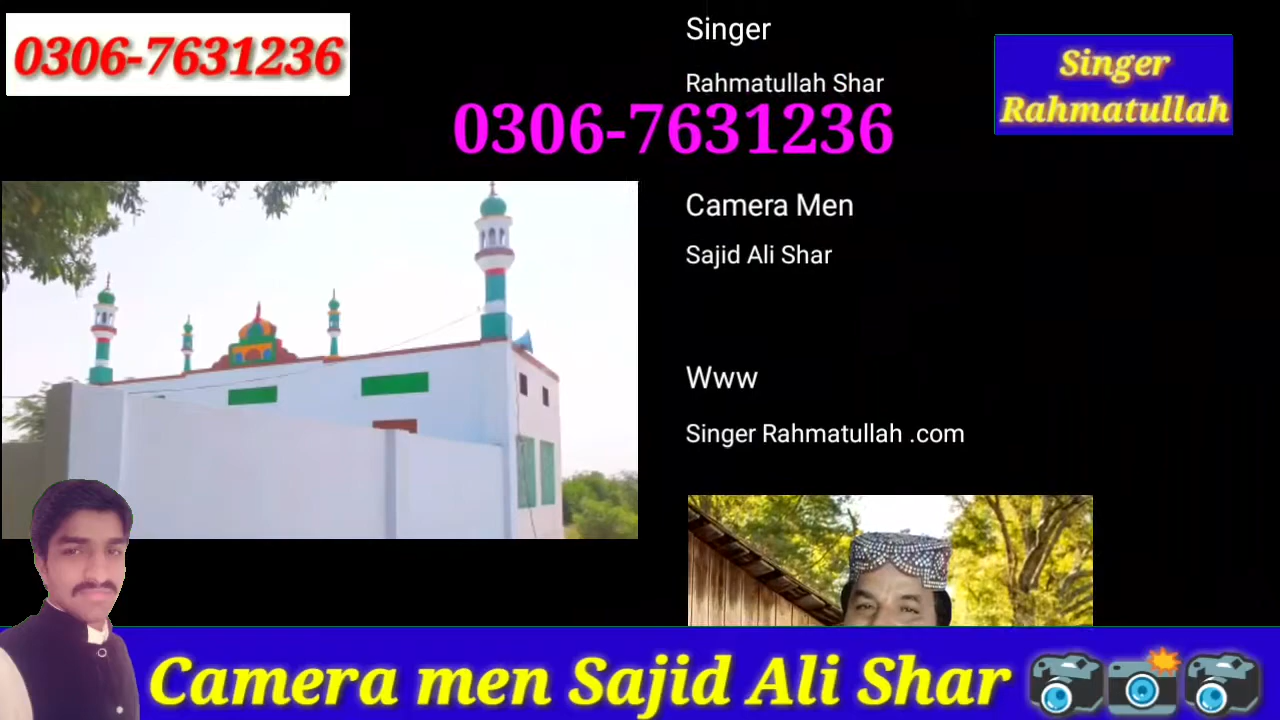 0306-7631236
Singer
Rahmatullah Shar
0306-7631236
Singer
Rahmatullah
Camera Men
Sajid Ali Shar
Www
Singer Rahmatullah .com
Camera men Sajid Ali Shar